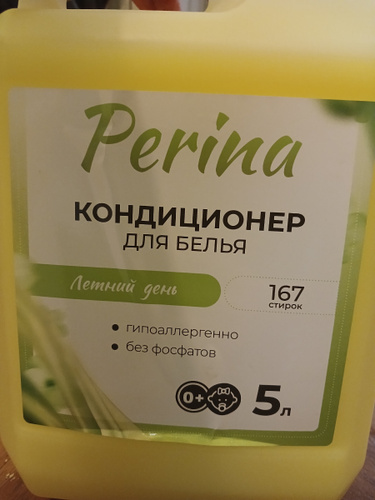 Perina
КОНДИЦИОНЕР
ДЛЯ БЕЛЬЯ
Летний день
167
стирок
гипоаллергенно
без фосфатов
0+
5л